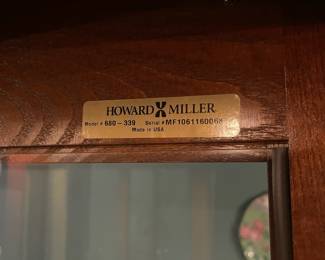 HOWARD MILLER
Model # 680-339 Serial # MF1061160068
Made in USA